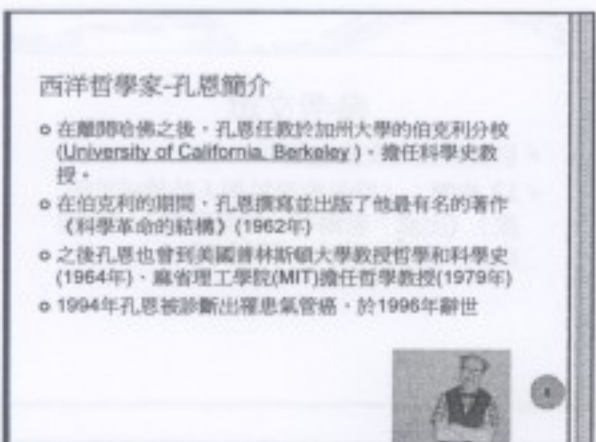 西洋哲學家-孔恩簡介
在離開哈佛之後，孔恩任教於加州大學的伯克利分校
(University of California, Berkeley )，擔任科學史教
授。
在伯克利的期間，孔恩撰寫並出版了他最有名的著作
《科學革命的結構》(1962年)
之後孔恩也曾到美國普林斯頓大學教授哲學和科學史
(1964年)、麻省理工學院(MIT)擔任哲學教授(1979年)
1994年孔恩被診斷出罹患氣管癌，於1996年辭世